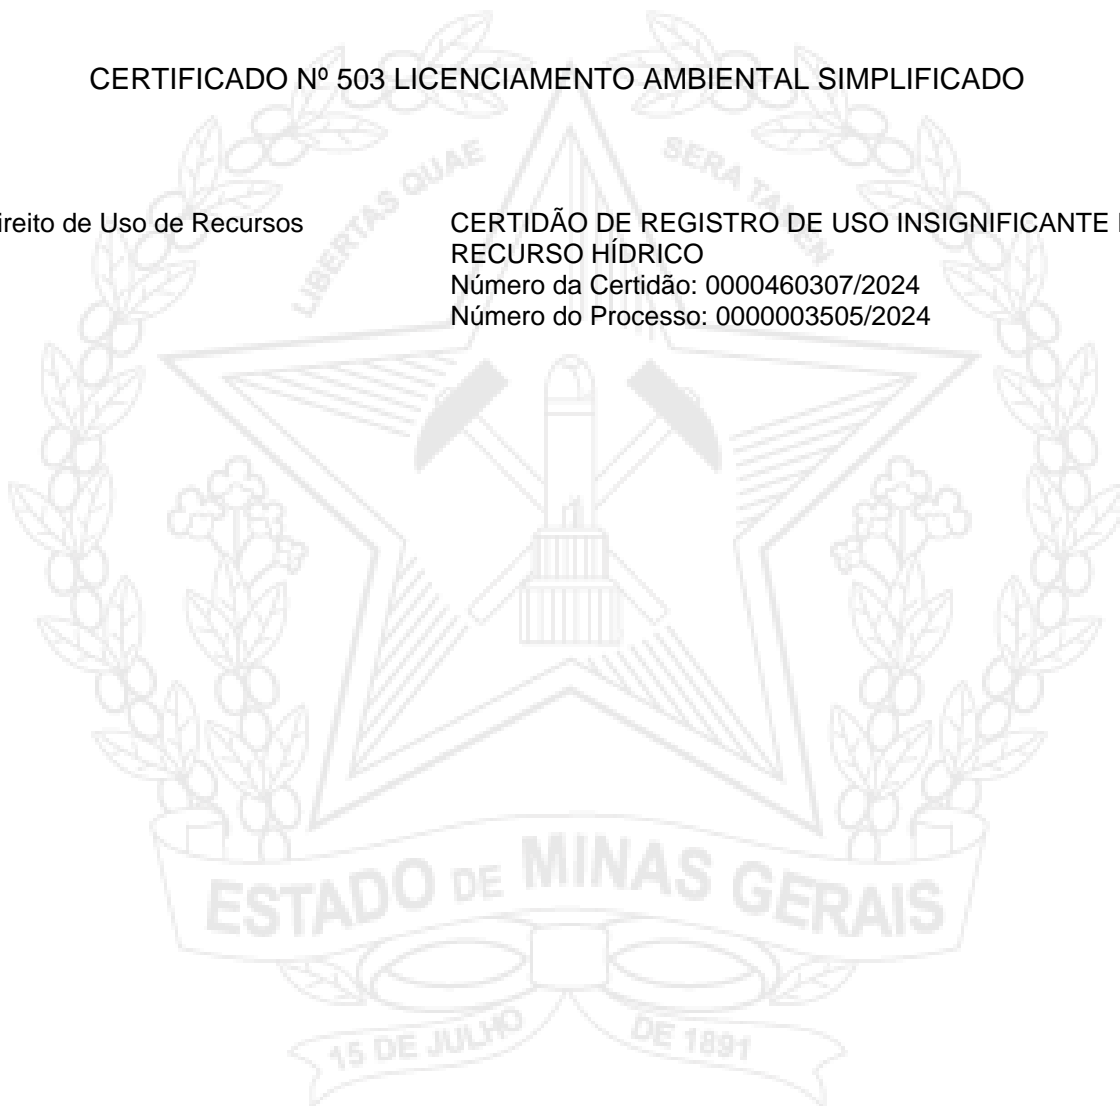 CERTIFICADO Nº 503 LICENCIAMENTO AMBIENTAL SIMPLIFICADO
LIBERTAS QUAE SERA TAMEN
ireito de Uso de Recursos
CERTIDÃO DE REGISTRO DE USO INSIGNIFICANTE
RECURSO HÍDRICO
Número da Certidão: 0000460307/2024
Número do Processo: 0000003505/2024
ESTADO DE MINAS GERAIS
15 DE JULHO DE 1891